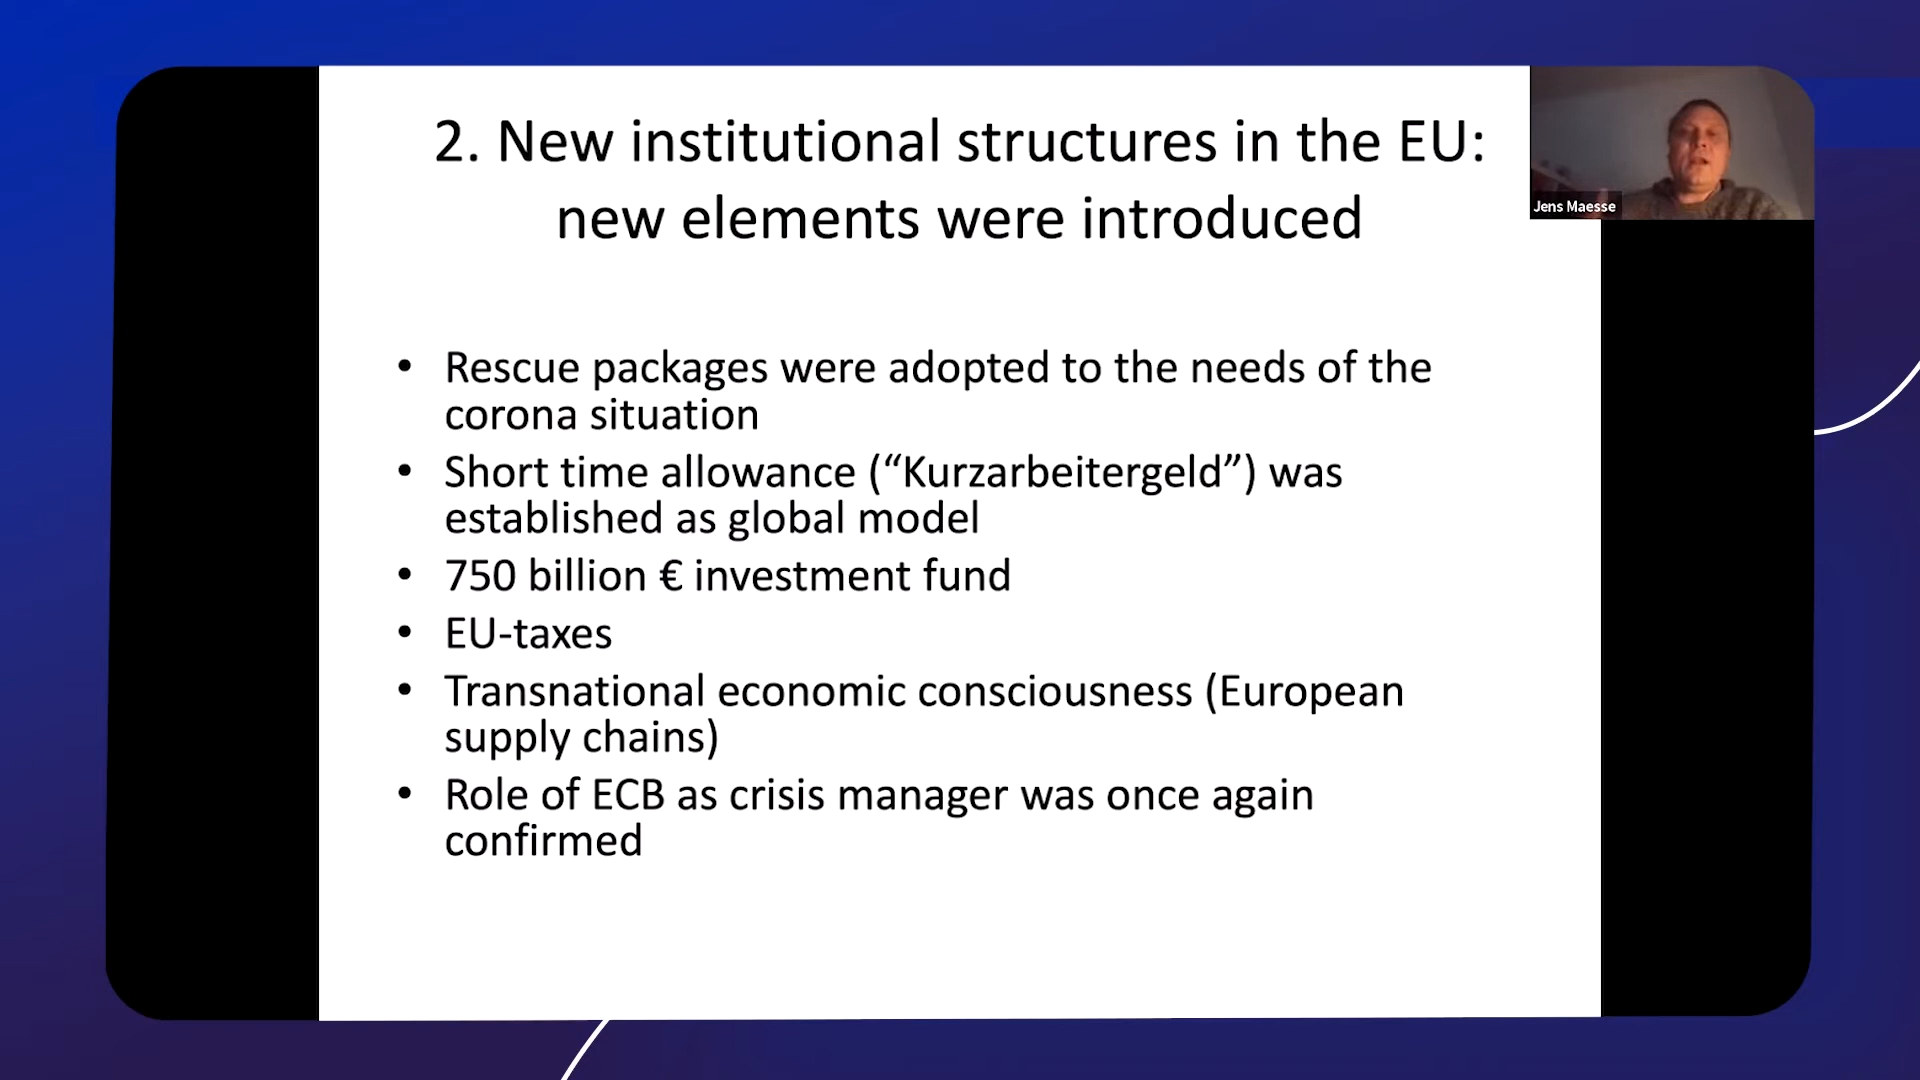 2. New institutional structures in the EU:
new elements were introduced
Jens Maesse
• Rescue packages were adopted to the needs of the
corona situation
• Short time allowance (“Kurzarbeitergeld”) was
established as global model
• 750 billion € investment fund
• EU-taxes
• Transnational economic consciousness (European
supply chains)
• Role of ECB as crisis manager was once again
confirmed